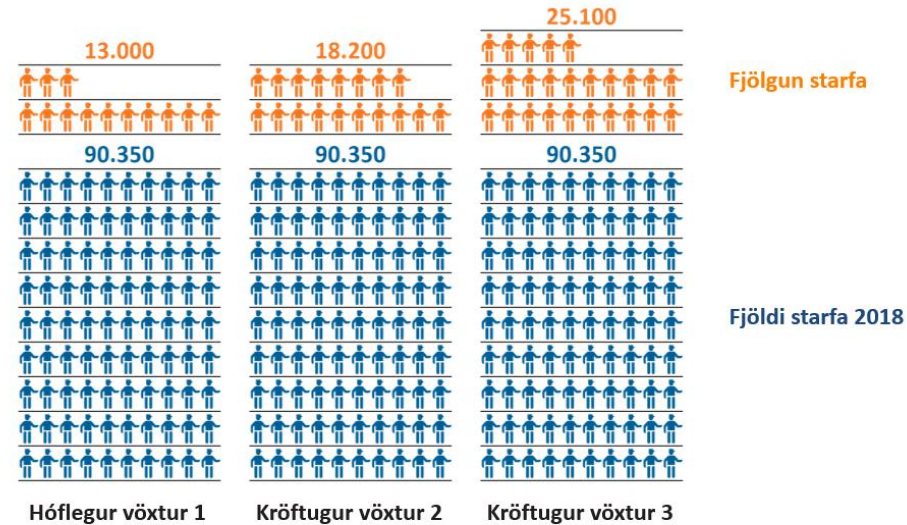 25.100
13.000
18.200
Fjölgun starfa
90.350
90.350
90.350
Fjöldi starfa 2018
Hóflegur vöxtur 1
Kröftugur vöxtur 2
Kröftugur vöxtur 3